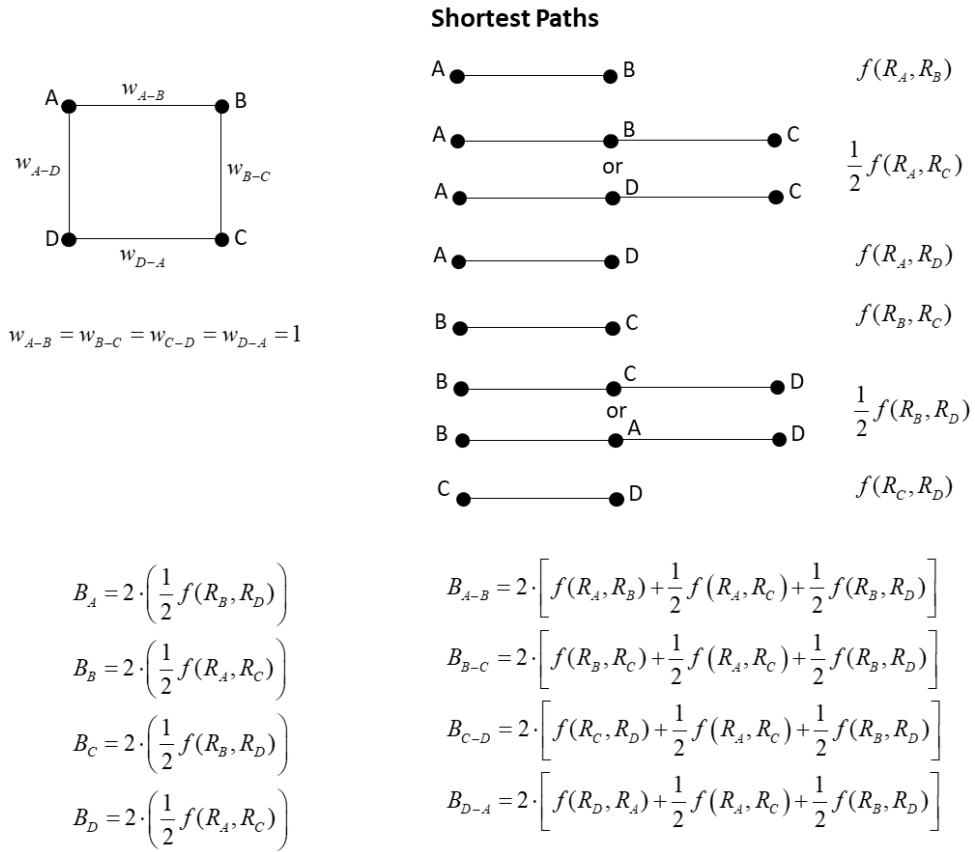 Shortest Paths
A B f(R_A, R_B)
A w_{A-B} B
A B C
w_{A-D} w_{B-C} or 1/2 f(R_A, R_C)
A D C
D C
w_{D-A}
A D f(R_A, R_D)
B C f(R_B, R_C)
w_{A-B} = w_{B-C} = w_{C-D} = w_{D-A} = 1
B C D
or 1/2 f(R_B, R_D)
B A D
C D f(R_C, R_D)
B_A = 2·(1/2 f(R_B, R_D))
B_B = 2·(1/2 f(R_A, R_C))
B_C = 2·(1/2 f(R_B, R_D))
B_D = 2·(1/2 f(R_A, R_C))
B_{A-B} = 2·[f(R_A, R_B) + 1/2 f(R_A, R_C) + 1/2 f(R_B, R_D)]
B_{B-C} = 2·[f(R_B, R_C) + 1/2 f(R_A, R_C) + 1/2 f(R_B, R_D)]
B_{C-D} = 2·[f(R_C, R_D) + 1/2 f(R_A, R_C) + 1/2 f(R_B, R_D)]
B_{D-A} = 2·[f(R_D, R_A) + 1/2 f(R_A, R_C) + 1/2 f(R_B, R_D)]